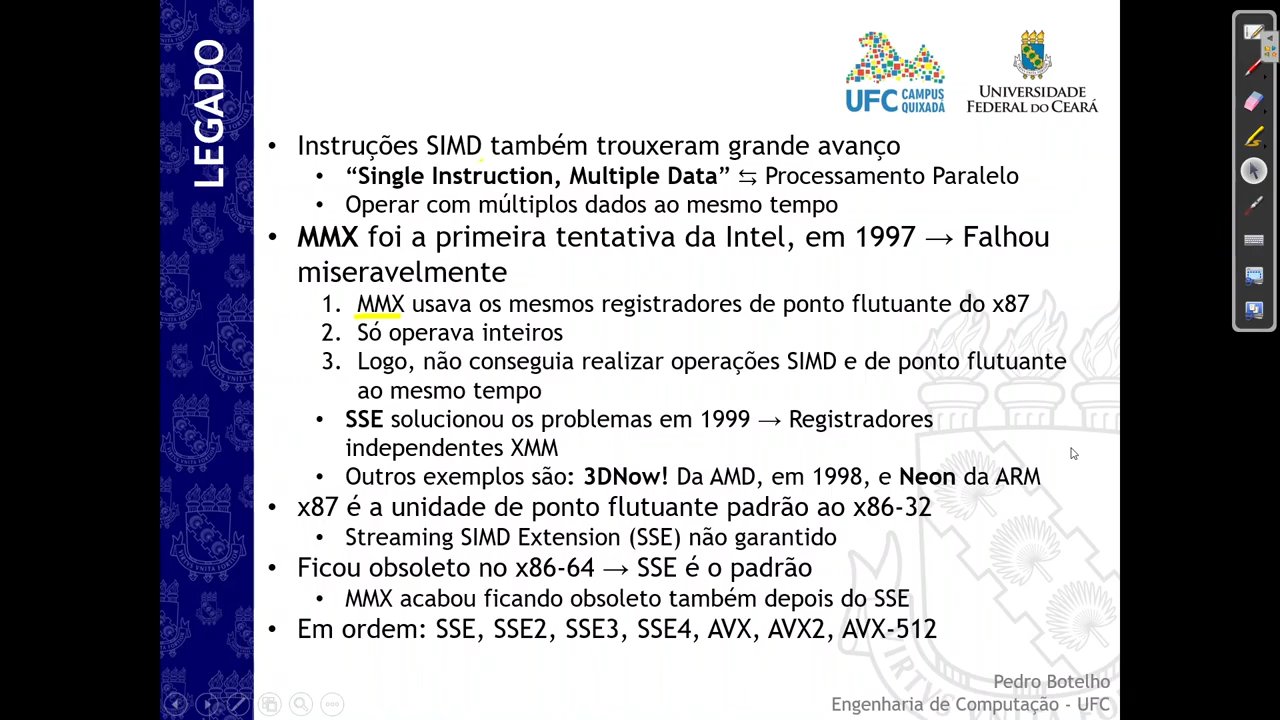 LEGADO
UFC CAMPUS QUIXADÁ
UNIVERSIDADE
FEDERAL DO CEARÁ
• Instruções SIMD também trouxeram grande avanço
• “Single Instruction, Multiple Data” ⇆ Processamento Paralelo
• Operar com múltiplos dados ao mesmo tempo
• MMX foi a primeira tentativa da Intel, em 1997 → Falhou
miseravelmente
1. MMX usava os mesmos registradores de ponto flutuante do x87
2. Só operava inteiros
3. Logo, não conseguia realizar operações SIMD e de ponto flutuante
ao mesmo tempo
• SSE solucionou os problemas em 1999 → Registradores
independentes XMM
• Outros exemplos são: 3DNow! Da AMD, em 1998, e Neon da ARM
• x87 é a unidade de ponto flutuante padrão ao x86-32
• Streaming SIMD Extension (SSE) não garantido
• Ficou obsoleto no x86-64 → SSE é o padrão
• MMX acabou ficando obsoleto também depois do SSE
• Em ordem: SSE, SSE2, SSE3, SSE4, AVX, AVX2, AVX-512
Pedro Botelho
Engenharia de Computação - UFC